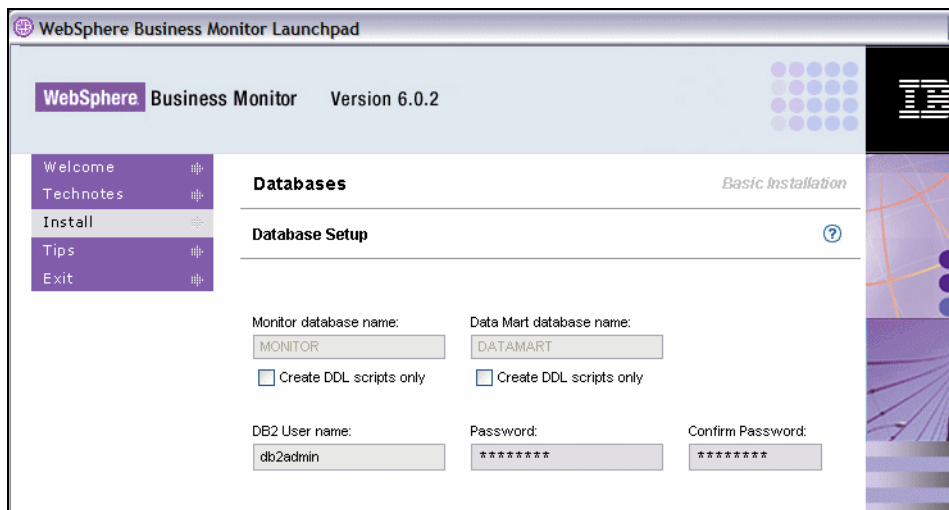 WebSphere Business Monitor Launchpad
WebSphere Business Monitor Version 6.0.2
IBM
Welcome
Technotes
Install
Tips
Exit
Databases Basic Installation
Database Setup ?
Monitor database name: Data Mart database name:
MONITOR DATAMART
Create DDL scripts only Create DDL scripts only
DB2 User name: Password: Confirm Password:
db2admin ******** ********